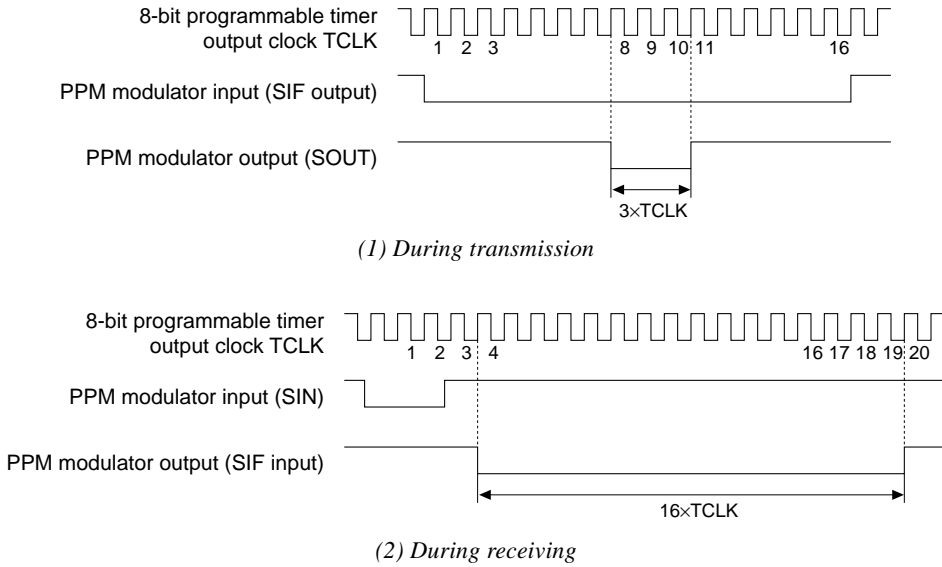 8-bit programmable timer
output clock TCLK
1 2 3 8 9 10 11 16
PPM modulator input (SIF output)
PPM modulator output (SOUT)
3×TCLK
(1) During transmission
8-bit programmable timer
output clock TCLK
1 2 3 4 16 17 18 19 20
PPM modulator input (SIN)
PPM modulator output (SIF input)
16×TCLK
(2) During receiving